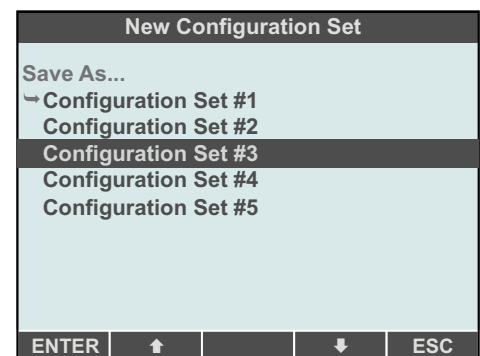 New Configuration Set
Save As...
Configuration Set #1
Configuration Set #2
Configuration Set #3
Configuration Set #4
Configuration Set #5
ENTER ESC